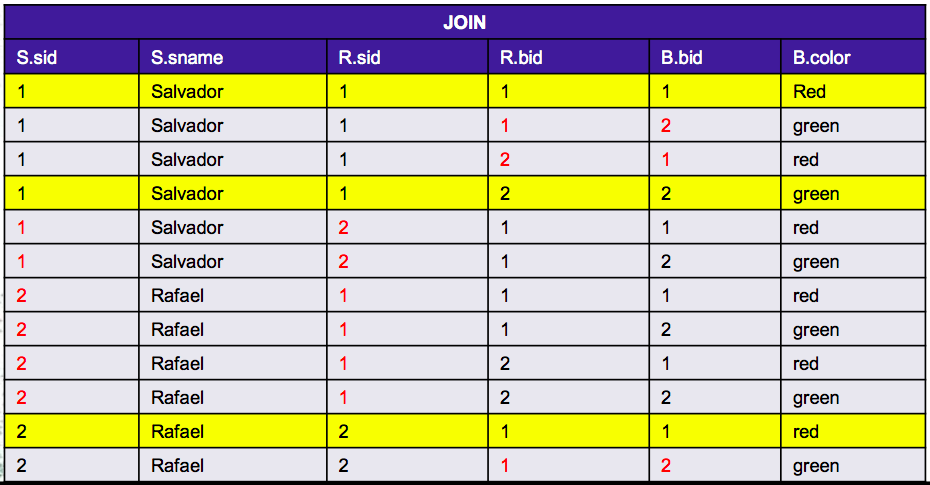 JOIN
S.sid S.sname R.sid R.bid B.bid B.color
1 Salvador 1 1 1 Red
1 Salvador 1 1 2 green
1 Salvador 1 2 1 red
1 Salvador 1 2 2 green
1 Salvador 2 1 1 red
1 Salvador 2 1 2 green
2 Rafael 1 1 1 red
2 Rafael 1 1 2 green
2 Rafael 1 2 1 red
2 Rafael 1 2 2 green
2 Rafael 2 1 1 red
2 Rafael 2 1 2 green